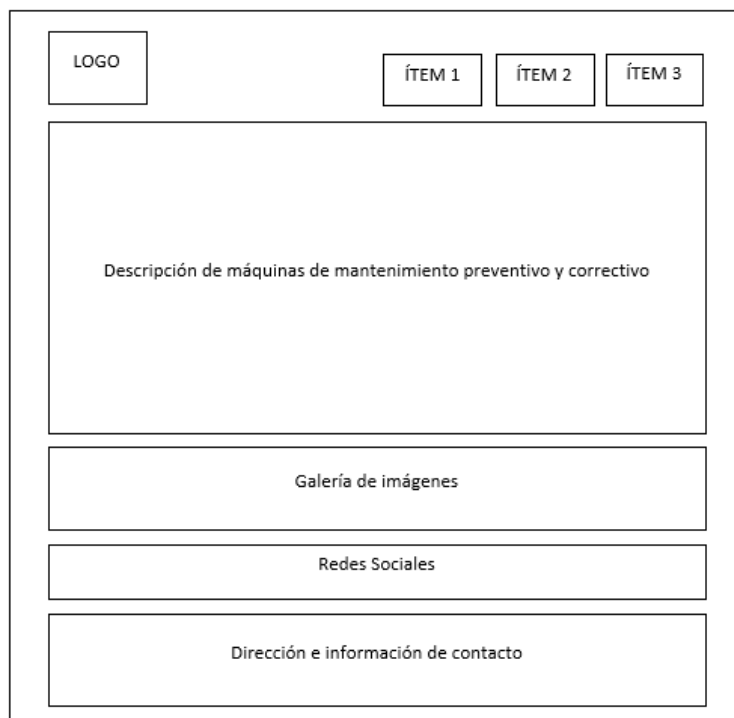 LOGO
ÍTEM 1
ÍTEM 2
ÍTEM 3
Descripción de máquinas de mantenimiento preventivo y correctivo
Galería de imágenes
Redes Sociales
Dirección e información de contacto